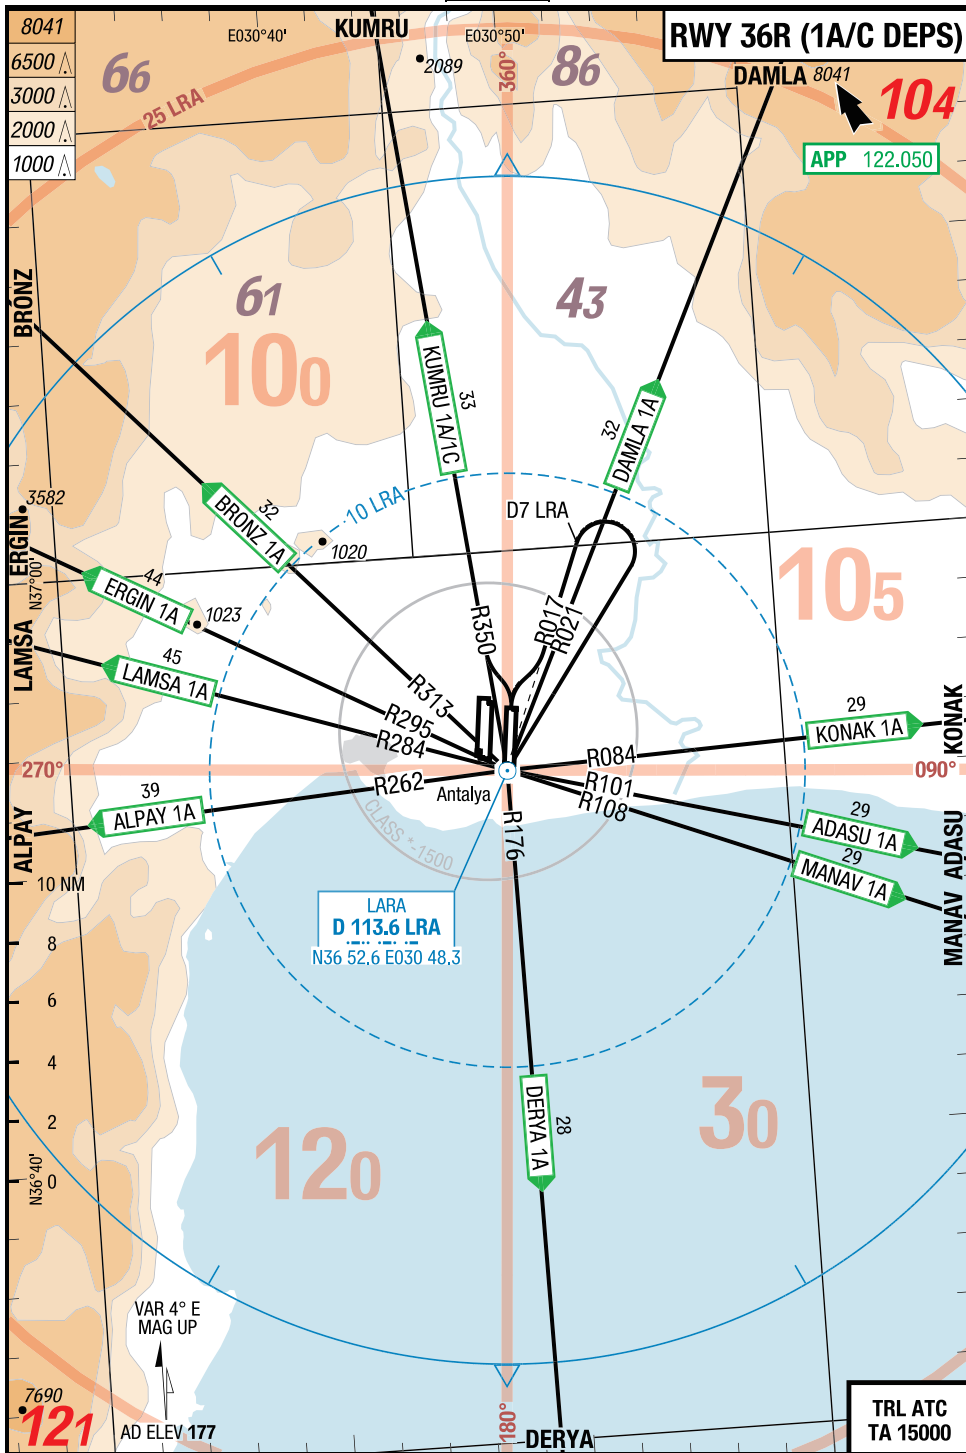 8041
6500
3000
2000
1000
66
25 LRA
E030°40'
KUMRU
2089
E030°50'
360°
86
RWY 36R (1A/C DEPS)
DAMLA 8041
104
APP 122.050
BRONZ
61
100
43
KUMRU 1A/1C
33
32
DAMLA 1A
3582
ERGIN
BRONZ 1A
32
10 LRA
1020
D7 LRA
N37°00'
44
ERGIN 1A
1023
105
LAMSA
45
LAMSA 1A
R350
R017
R021
R313
R295
R284
29
KONAK 1A
KONAK
270°
R084
090°
R262
Antalya
R101
R108
39
ALPAY 1A
ALPAY
CLASS *-1500
R176
29
ADASU 1A
ADASU
29
MANAV 1A
MANAV
10 NM
8
6
4
2
0
N36°40'
LARA
D 113.6 LRA
N36 52.6 E030 48.3
DERYA 1A
28
120
30
VAR 4° E
MAG UP
7690
121
AD ELEV 177
180°
DERYA
TRL ATC
TA 15000